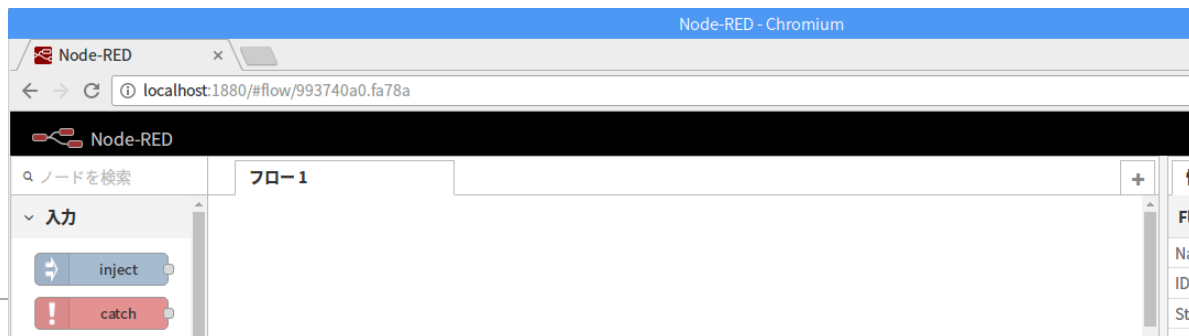 Node-RED - Chromium
Node-RED
localhost:1880/#flow/993740a0.fa78a
Node-RED
ノードを検索
フロー 1
入力
inject
catch
ID